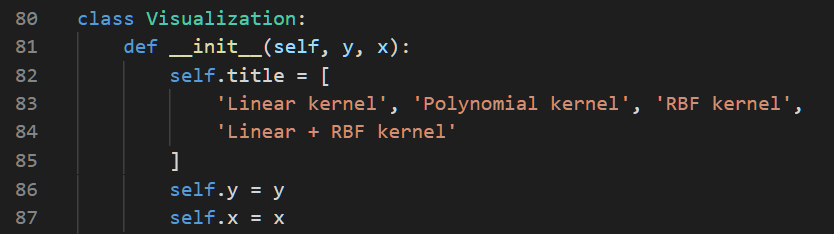 80 class Visualization:
81     def __init__(self, y, x):
82         self.title = [
83             'Linear kernel', 'Polynomial kernel', 'RBF kernel',
84             'Linear + RBF kernel'
85         ]
86         self.y = y
87         self.x = x